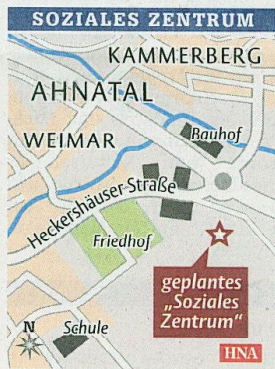 SOZIALES ZENTRUM
KAMMERBERG
AHNATAL
WEIMAR
Bauhof
Heckershäuser-Straße
Friedhof
geplantes
„Soziales
Zentrum“
N
Schule
HNA